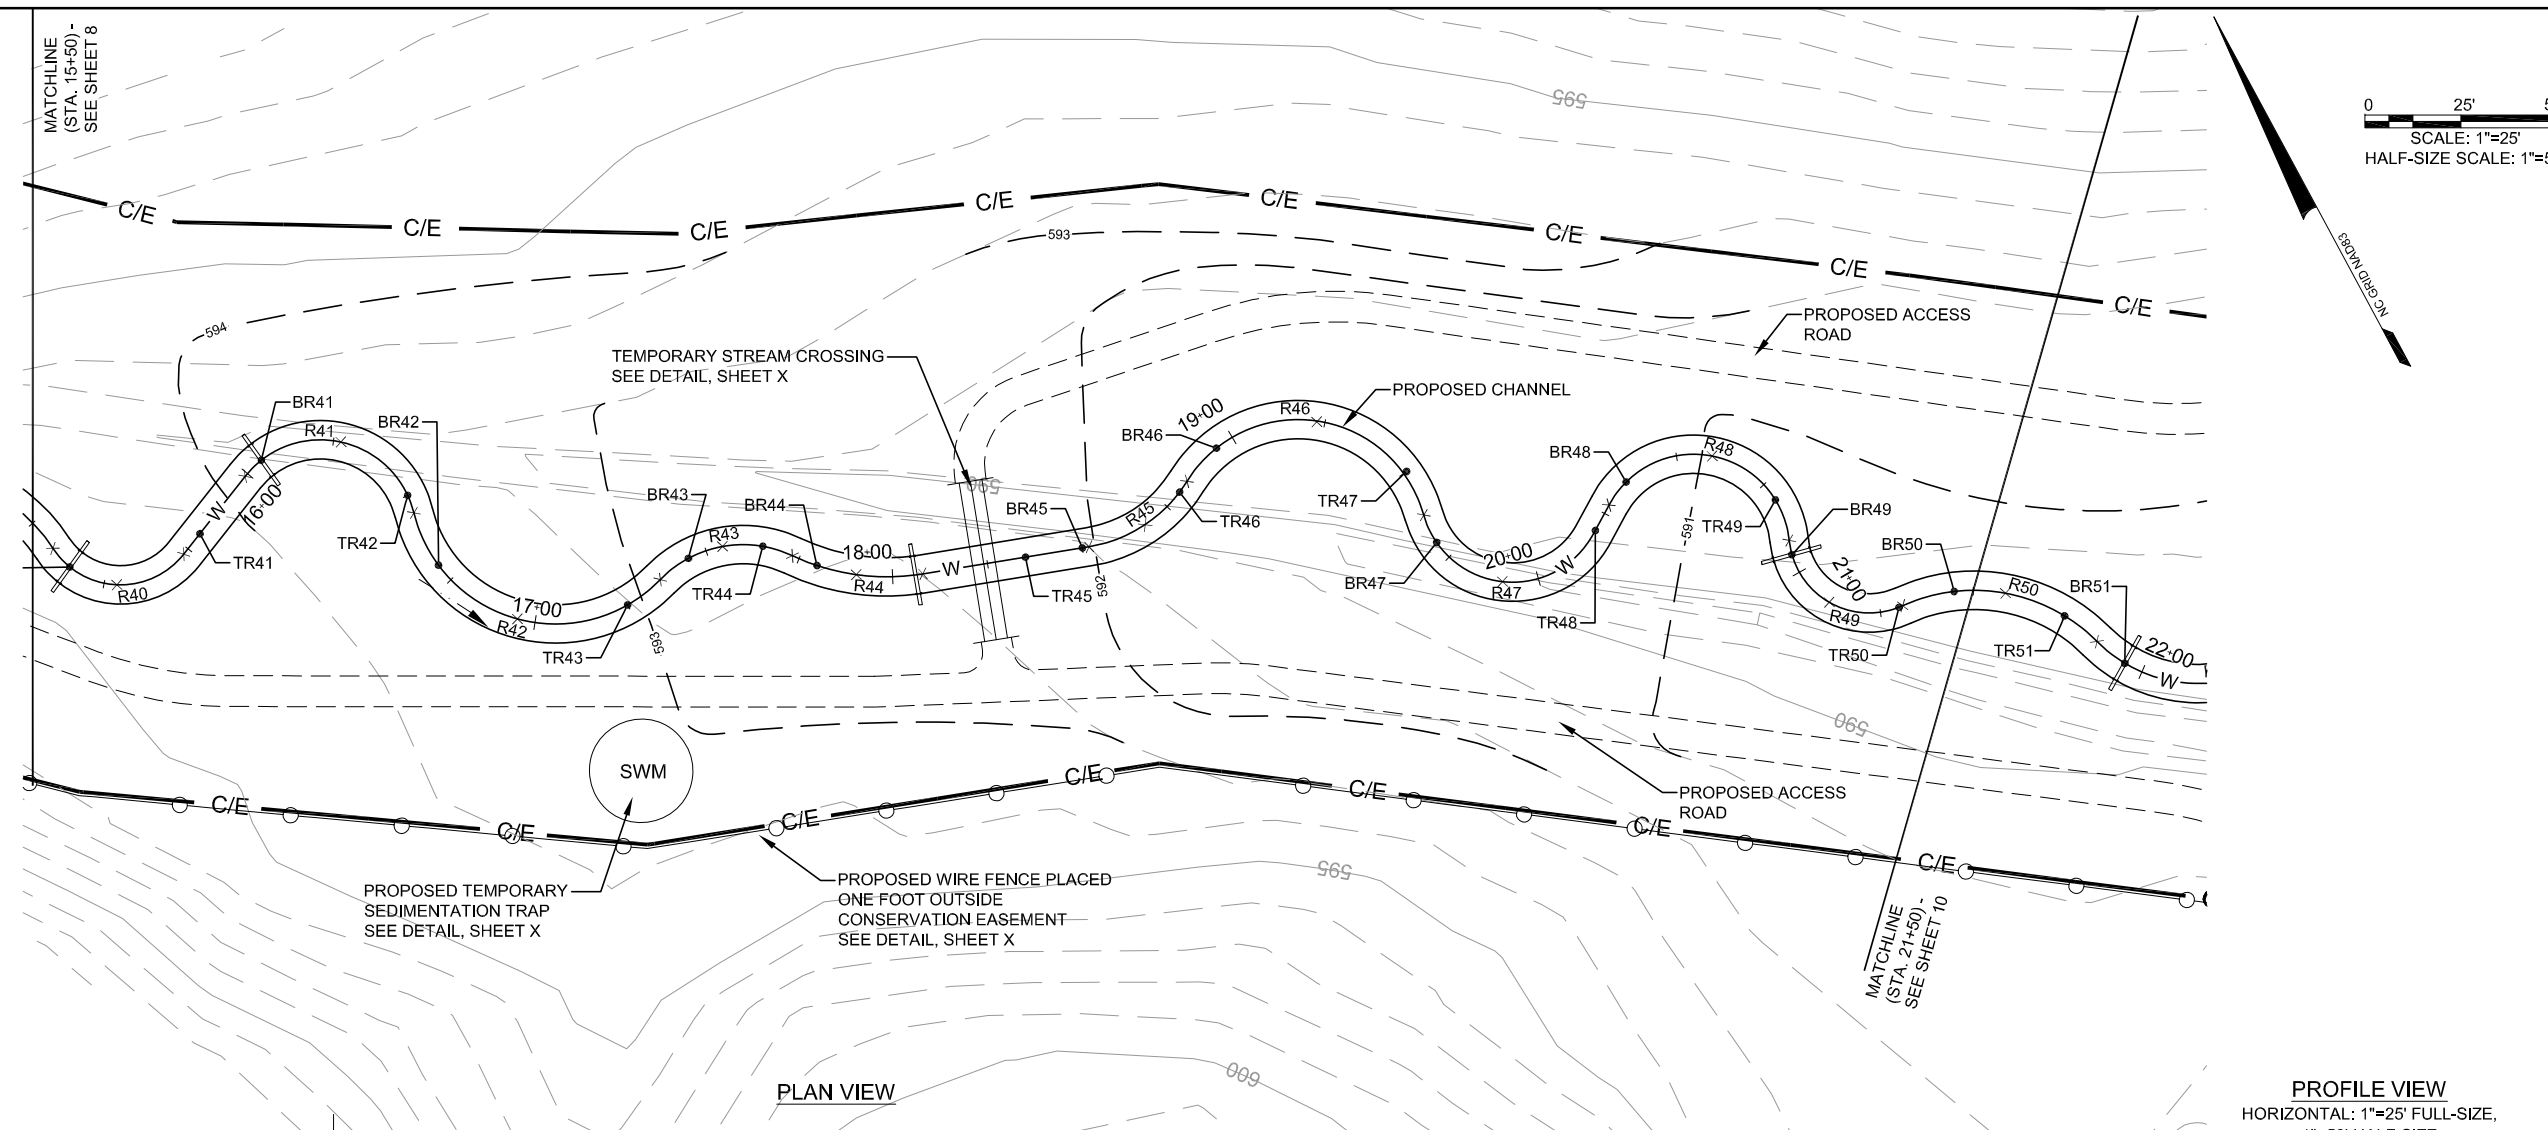 MATCHLINE
(STA. 15+50) -
SEE SHEET 8
595
0 25'
SCALE: 1"=25'
HALF-SIZE SCALE: 1"=5
NC GRID NAD83
C/E
C/E
C/E
C/E
C/E
C/E
C/E
C/E
593
594
PROPOSED ACCESS
ROAD
TEMPORARY STREAM CROSSING
SEE DETAIL, SHEET X
PROPOSED CHANNEL
BR41
R41
BR42
19+00
R46
BR46
BR48
R48
W
16+00
BR43
BR44
590
BR45
R45
TR47
TR46
TR49
591
BR49
TR41
TR42
R43
18+00
W
20+00
W
BR50
21+00
BR51
R40
TR44
R44
TR45
592
BR47
R47
R49
R50
17+00
R42
TR43
593
TR48
TR50
TR51
22+00
W
590
SWM
PROPOSED ACCESS
ROAD
C/E
C/E
C/E
C/E
C/E
C/E
C/E
595
PROPOSED TEMPORARY
SEDIMENTATION TRAP
SEE DETAIL, SHEET X
PROPOSED WIRE FENCE PLACED
ONE FOOT OUTSIDE
CONSERVATION EASEMENT
SEE DETAIL, SHEET X
MATCHLINE
(STA. 21+50) -
SEE SHEET 10
600
PLAN VIEW
PROFILE VIEW
HORIZONTAL: 1"=25' FULL-SIZE,